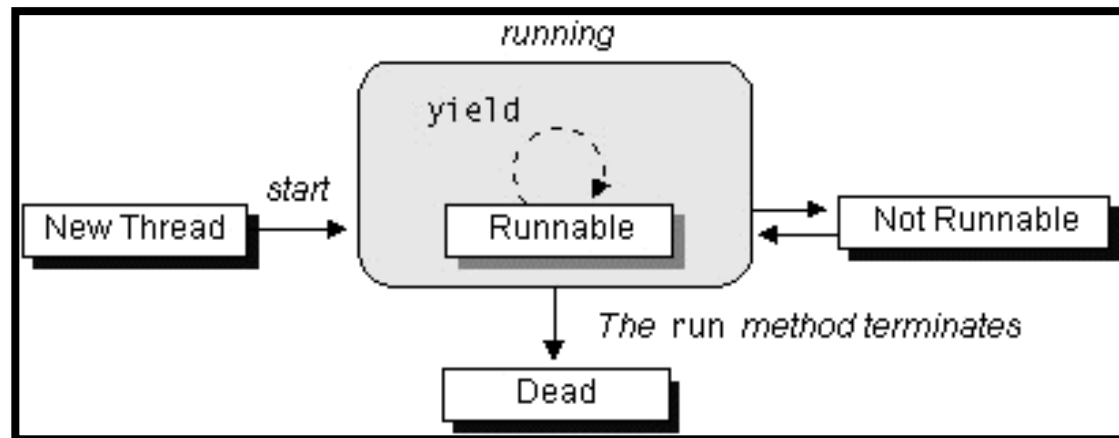 running
yield
start
New Thread
Runnable
Not Runnable
The run method terminates
Dead